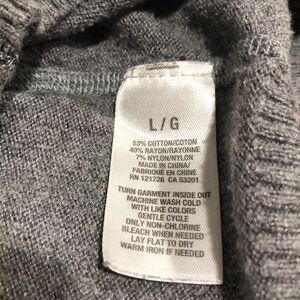 L / G
53% COTTON/COTON
40% RAYON/RAYONNE
7% NYLON/NYLON
MADE IN CHINA/
FABRIQUÉ EN CHINE
RN 121726 CA 53201
TURN GARMENT INSIDE OUT
MACHINE WASH COLD
WITH LIKE COLORS
GENTLE CYCLE
ONLY NON-CHLORINE
BLEACH WHEN NEEDED
LAY FLAT TO DRY
WARM IRON IF NEEDED